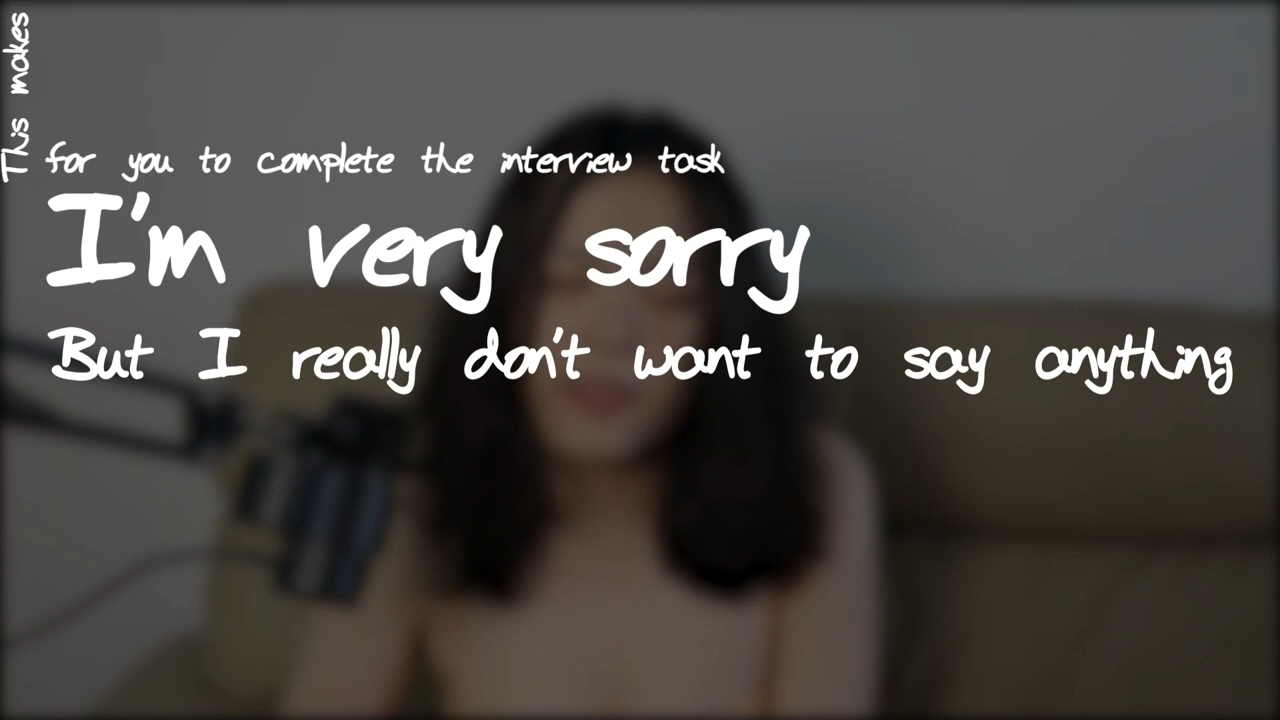 This makes
for you to complete the interview task
I'm very sorry
But I really don't want to say anything